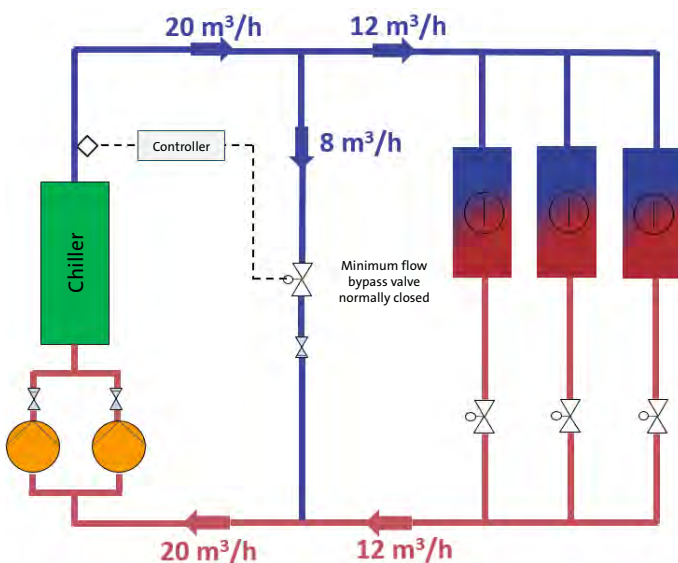 20 m³/h
12 m³/h
8 m³/h
Controller
Chiller
Minimum flow
bypass valve
normally closed
20 m³/h
12 m³/h